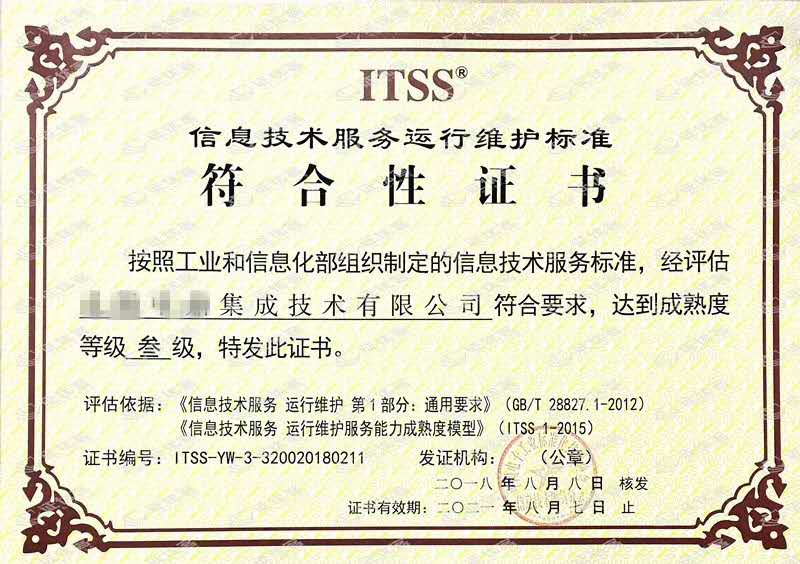 ITSS®
信息技术服务运行维护标准
符合性证书
按照工业和信息化部组织制定的信息技术服务标准，经评估
集成技术有限公司符合要求，达到成熟度
等级叁级，特发此证书。
评估依据：《信息技术服务 运行维护 第1部分：通用要求》（GB/T 28827.1-2012）
《信息技术服务 运行维护服务能力成熟度模型》（ITSS 1-2015）
证书编号：ITSS-YW-3-320020180211 发证机构：（公章）
二〇一八 年 八 月 八 日 核发
证书有效期：二〇二一 年 八 月 七 日 止